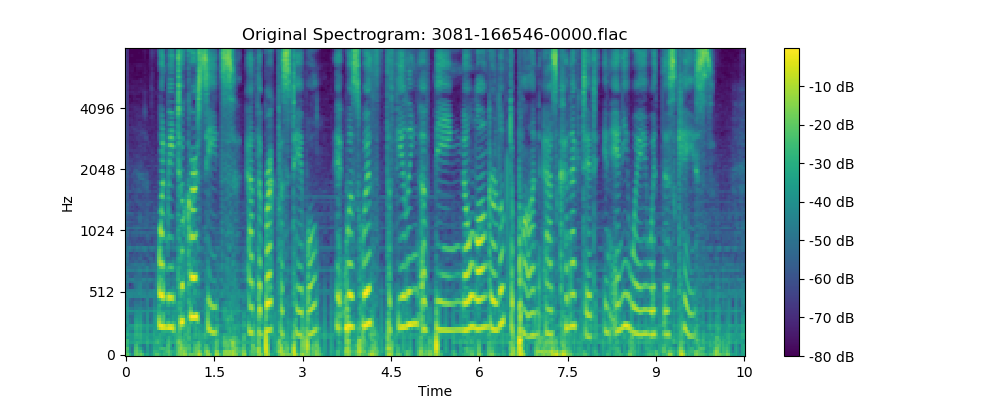 Original Spectrogram: 3081-166546-0000.flac
Hz
4096
2048
1024
512
0
0 1.5 3 4.5 6 7.5 9 10
Time
-10 dB
-20 dB
-30 dB
-40 dB
-50 dB
-60 dB
-70 dB
-80 dB